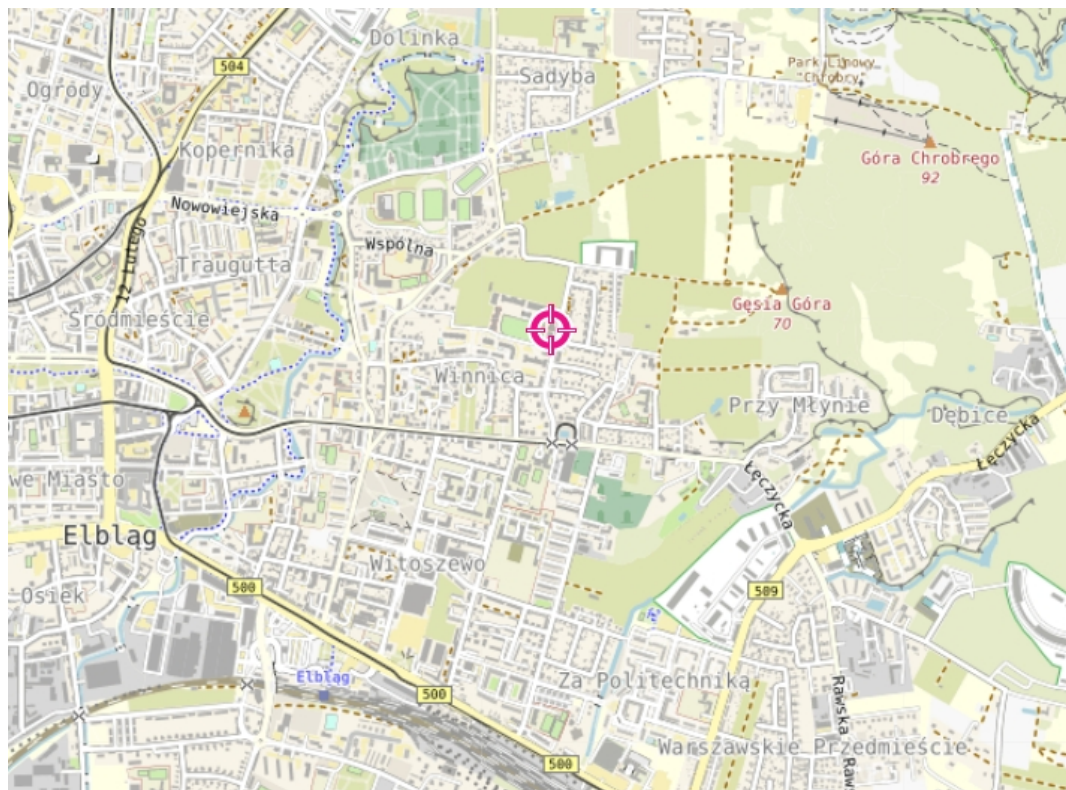 Dolinka
504
Sadyba
Park Linowy
"Chrobry"
Ogrody
Kopernika
Góra Chrobrego
92
Nowowiejska
12 Lutego
Wspólna
Traugutta
Gęsia Góra
70
Śródmieście
Winnica
Przy Młynie
Dębice
Łęczycka
Łęczycka
we Miasto
Elbląg
Witoszewo
500
509
Osiek
Elbląg
500
Za Politechniką
Rawska
Warszawskie Przedmieście
Raw
500